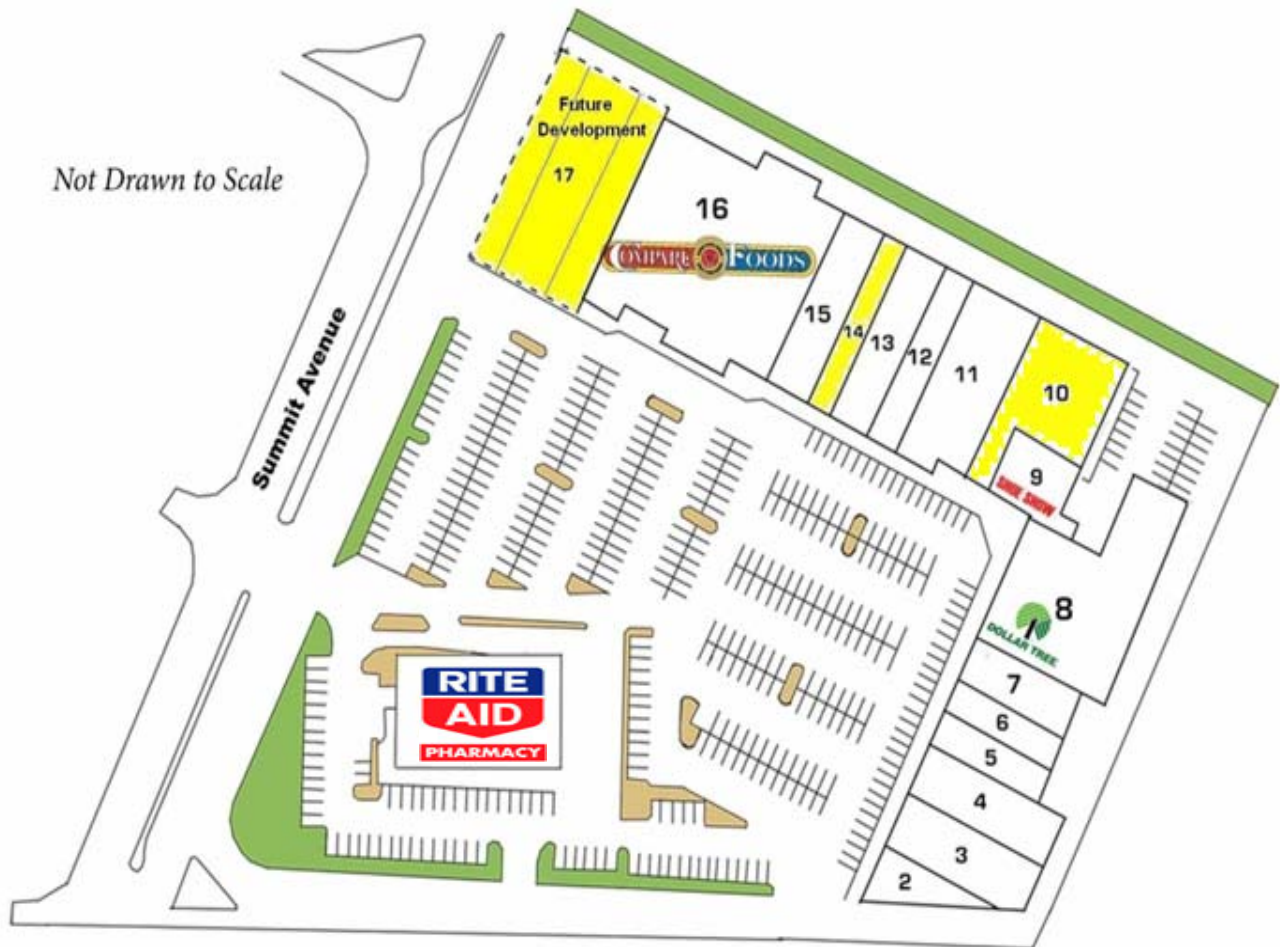 Not Drawn to Scale
Future
Development
17
16
COMPARE FOODS
15
14
13
12
11
10
9
SHOE SHOW
8
DOLLAR TREE
7
6
5
4
3
2
Summit Avenue
RITE
AID
PHARMACY